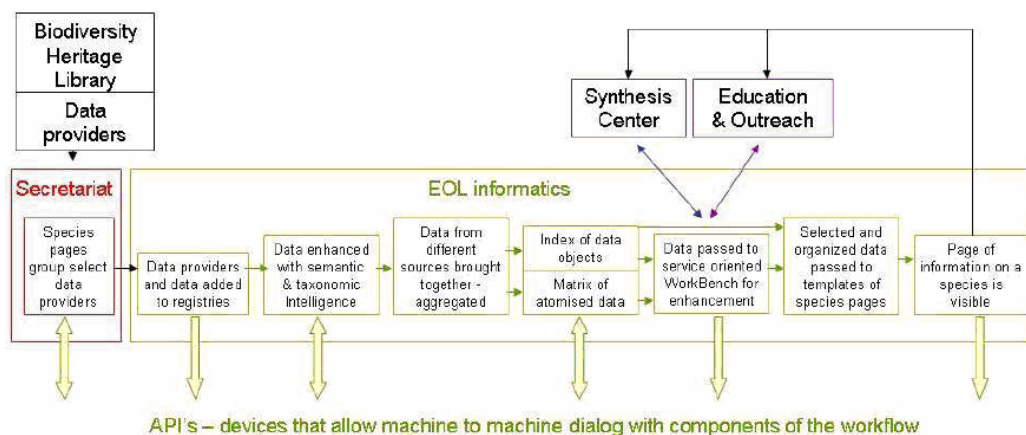 Biodiversity
Heritage
Library
Data
providers
Synthesis
Center
Education
& Outreach
Secretariat
EOL informatics
Species
pages
group select
data
providers
Data providers
and data added
to registries
Data enhanced
with semantic
& taxonomic
Intelligence
Data from
different
sources brought
together -
aggregated
Index of data
objects
Matrix of
atomised data
Data passed to
service oriented
WorkBench for
enhancement
Selected and
organized data
passed to
templates of
species pages
Page of
information on a
species is
visible
API's – devices that allow machine to machine dialog with components of the workflow